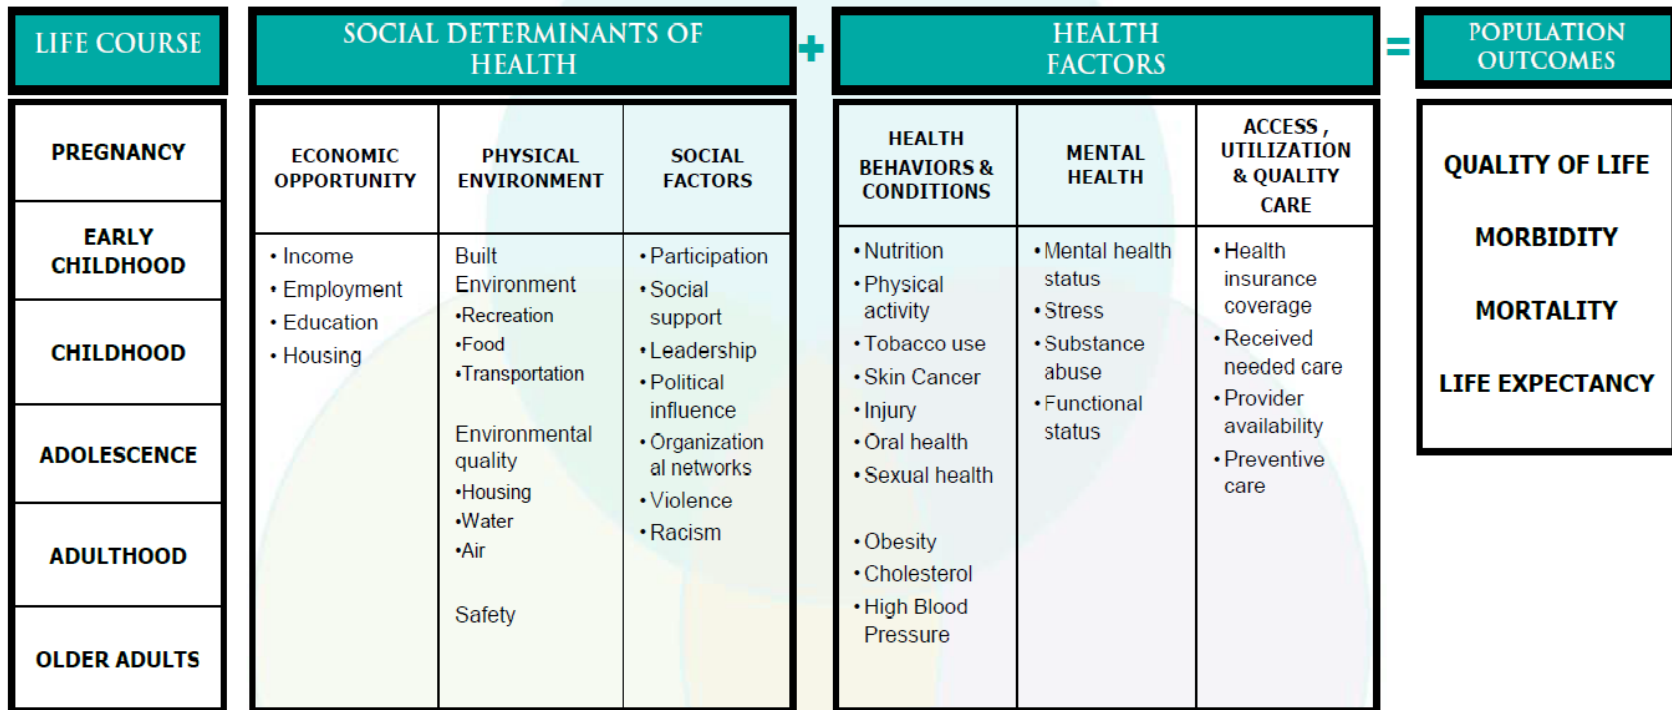 LIFE COURSE
SOCIAL DETERMINANTS OF
HEALTH
+
HEALTH
FACTORS
=
POPULATION
OUTCOMES
PREGNANCY
EARLY
CHILDHOOD
CHILDHOOD
ADOLESCENCE
ADULTHOOD
OLDER ADULTS
ECONOMIC
OPPORTUNITY
• Income
• Employment
• Education
• Housing
PHYSICAL
ENVIRONMENT
Built
Environment
•Recreation
•Food
•Transportation
Environmental
quality
•Housing
•Water
•Air
Safety
SOCIAL
FACTORS
• Participation
• Social
support
• Leadership
• Political
influence
• Organization
al networks
• Violence
• Racism
HEALTH
BEHAVIORS &
CONDITIONS
• Nutrition
• Physical
activity
• Tobacco use
• Skin Cancer
• Injury
• Oral health
• Sexual health
• Obesity
• Cholesterol
• High Blood
Pressure
MENTAL
HEALTH
• Mental health
status
• Stress
• Substance
abuse
• Functional
status
ACCESS ,
UTILIZATION
& QUALITY
CARE
• Health
insurance
coverage
• Received
needed care
• Provider
availability
• Preventive
care
QUALITY OF LIFE
MORBIDITY
MORTALITY
LIFE EXPECTANCY